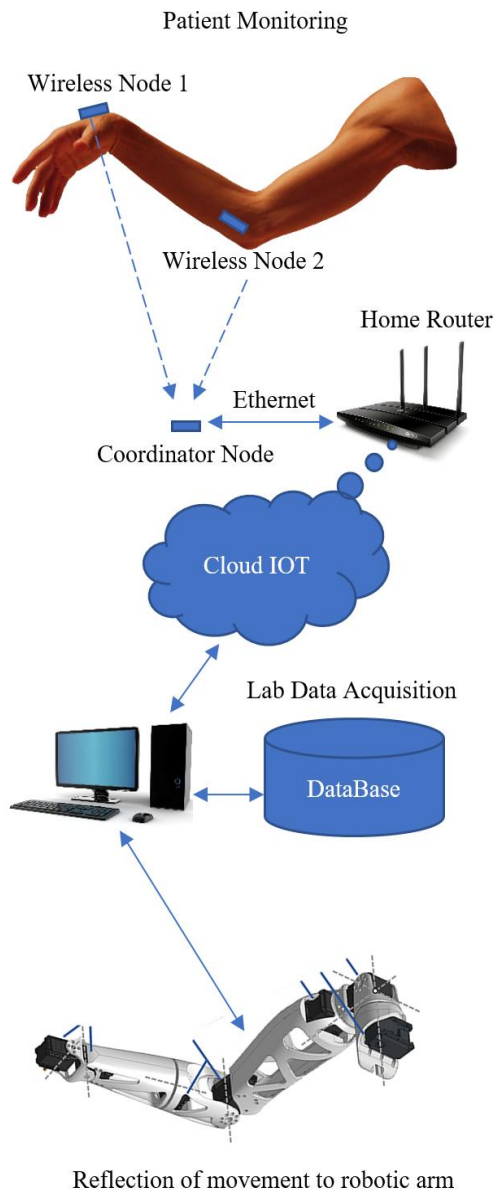 Patient Monitoring
Wireless Node 1
Wireless Node 2
Home Router
Ethernet
Coordinator Node
Cloud IOT
Lab Data Acquisition
DataBase
Reflection of movement to robotic arm